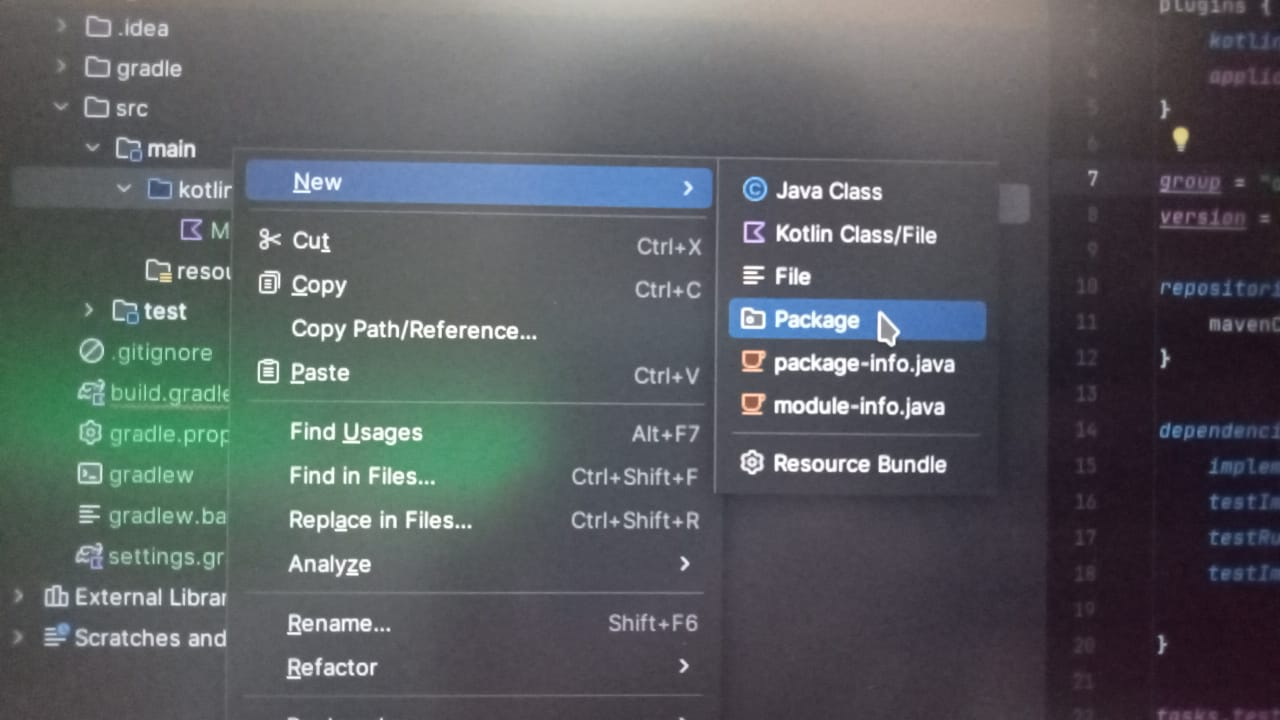 .idea
gradle
src
main
kotlin
M
resou
test
.gitignore
build.gradle
gradle.prop
gradlew
gradlew.ba
settings.gr
External Librar
Scratches and
New
Cut Ctrl+X
Copy Ctrl+C
Copy Path/Reference...
Paste Ctrl+V
Find Usages Alt+F7
Find in Files... Ctrl+Shift+F
Replace in Files... Ctrl+Shift+R
Analyze
Rename... Shift+F6
Refactor
Java Class
Kotlin Class/File
File
Package
package-info.java
module-info.java
Resource Bundle
plugins {
kotlin
4 applic
5 }
6
7 group = "
8 version =
9
10 repositori
11 maven
12 }
13
14 dependenci
15 implem
16 testIm
17 testRu
18 testIm
19
20 }
21